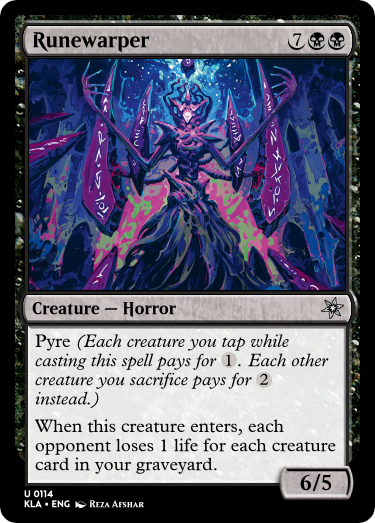 Runewarper 7
Creature — Horror
Pyre (Each creature you tap while
casting this spell pays for 1. Each other
creature you sacrifice pays for 2
instead.)
When this creature enters, each
opponent loses 1 life for each creature
card in your graveyard.
6/5
U 0114
KLA • ENG Reza Afshar